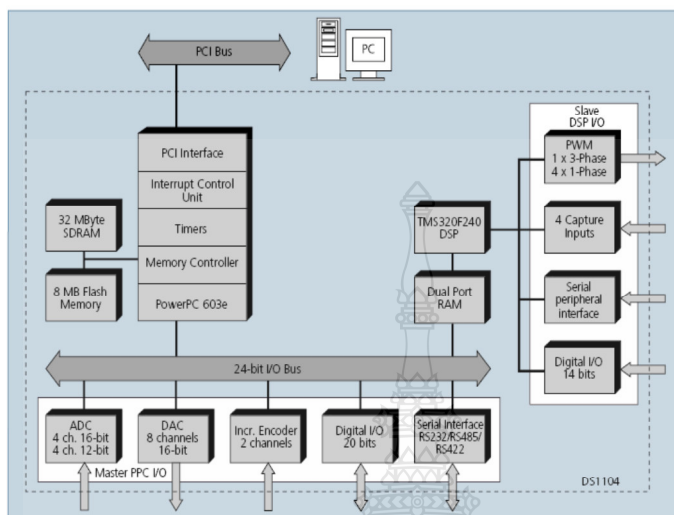 PCI Bus
PC
PCI Interface
Interrupt Control
Unit
Timers
Memory Controller
PowerPC 603e
32 MByte
SDRAM
8 MB Flash
Memory
TMS320F240
DSP
Dual Port
RAM
Slave
DSP I/O
PWM
1 x 3-Phase
4 x 1-Phase
4 Capture
Inputs
Serial
peripheral
interface
Digital I/O
14 bits
24-bit I/O Bus
ADC
4 ch. 16-bit
4 ch. 12-bit
DAC
8 channels
16-bit
Incr. Encoder
2 channels
Digital I/O
20 bits
Serial Interface
RS232/RS485/
RS422
Master PPC I/O
DS1104